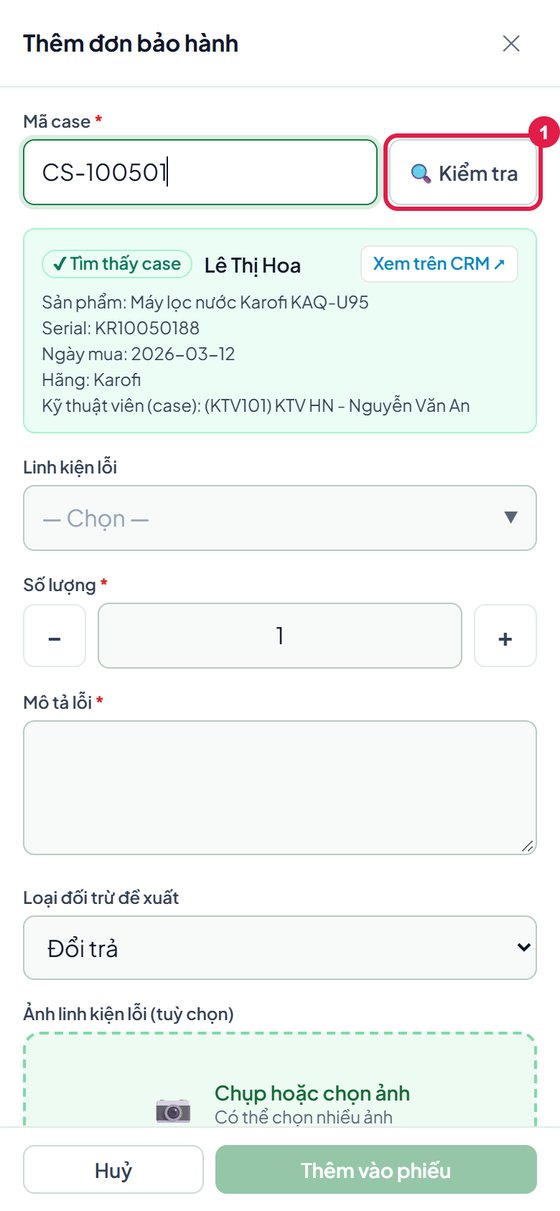 Thêm đơn bảo hành
Mã case *
1
CS-100501
Kiểm tra
✓ Tìm thấy case Lê Thị Hoa Xem trên CRM ↗
Sản phẩm: Máy lọc nước Karofi KAQ-U95
Serial: KR10050188
Ngày mua: 2026-03-12
Hãng: Karofi
Kỹ thuật viên (case): (KTV101) KTV HN - Nguyễn Văn An
Linh kiện lỗi
— Chọn —
Số lượng *
− 1 +
Mô tả lỗi *
Loại đối trừ đề xuất
Đổi trả
Ảnh linh kiện lỗi (tuỳ chọn)
Chụp hoặc chọn ảnh
Có thể chọn nhiều ảnh
Huỷ Thêm vào phiếu